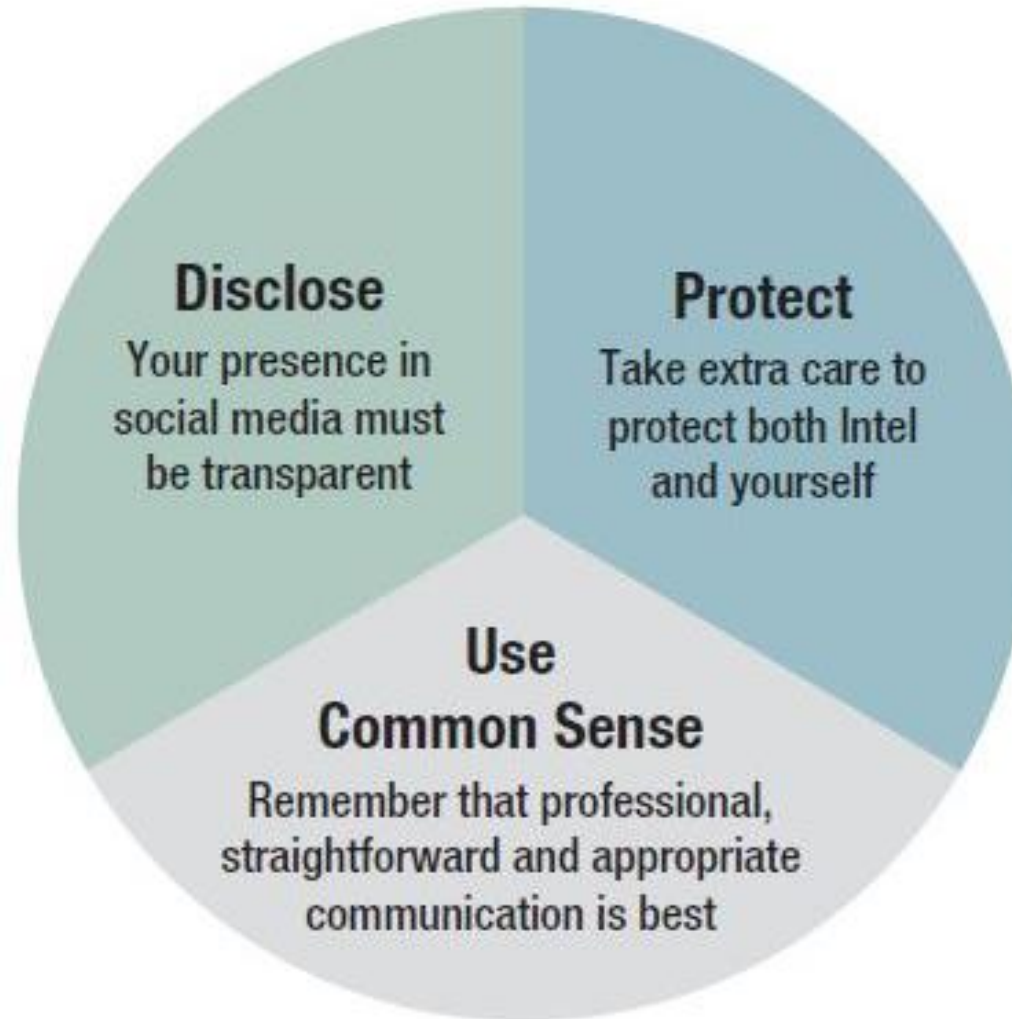 Disclose
Your presence in
social media must
be transparent
Protect
Take extra care to
protect both Intel
and yourself
Use
Common Sense
Remember that professional,
straightforward and appropriate
communication is best